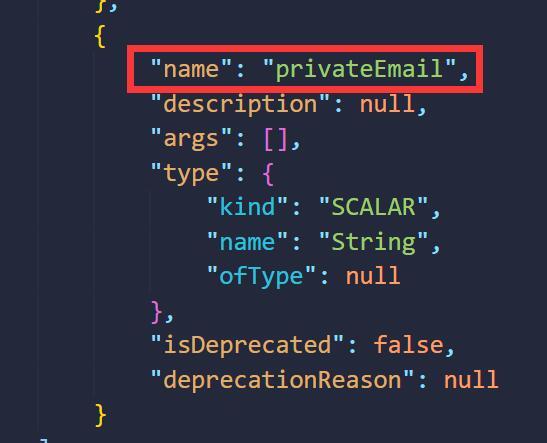 },
{
"name": "privateEmail",
"description": null,
"args": [],
"type": {
"kind": "SCALAR",
"name": "String",
"ofType": null
},
"isDeprecated": false,
"deprecationReason": null
}
]